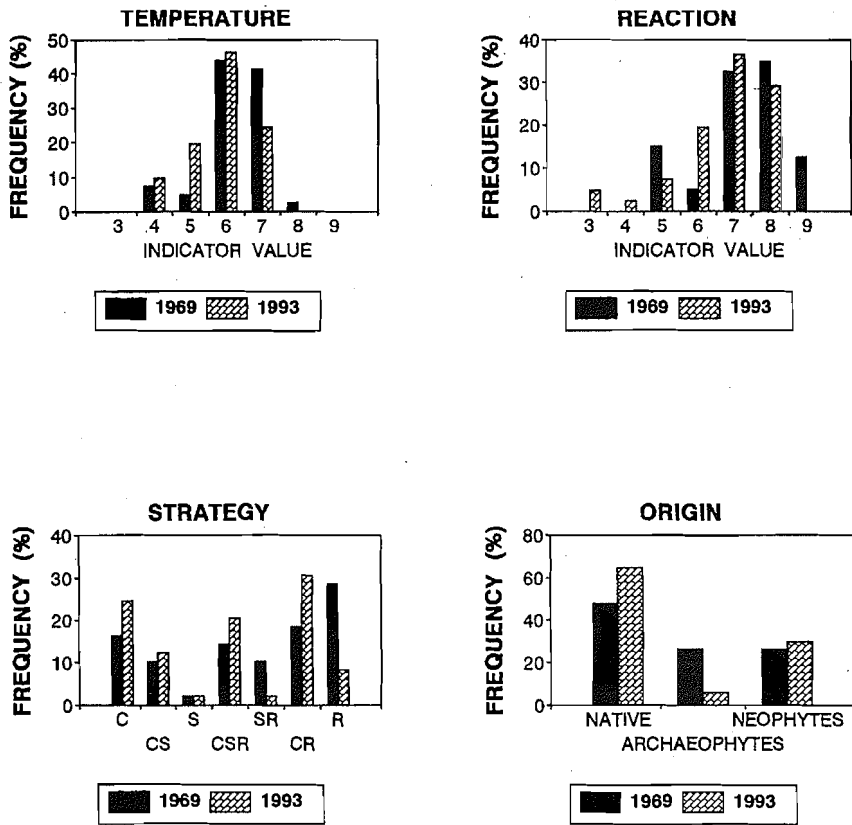 TEMPERATURE
FREQUENCY (%)
50
40
30
20
10
0
3 4 5 6 7 8 9
INDICATOR VALUE
1969 1993
REACTION
FREQUENCY (%)
40
30
20
10
0
3 4 5 6 7 8 9
INDICATOR VALUE
1969 1993
STRATEGY
FREQUENCY (%)
40
30
20
10
0
C S SR R
CS CSR CR
1969 1993
ORIGIN
FREQUENCY (%)
80
60
40
20
0
NATIVE NEOPHYTES
ARCHAEOPHYTES
1969 1993